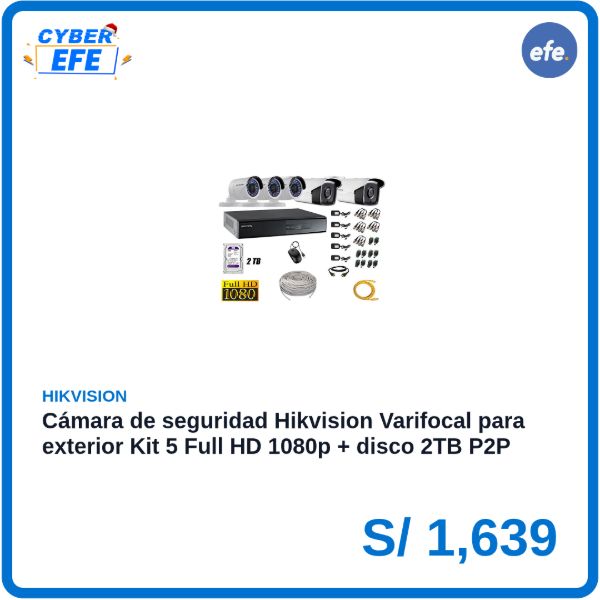 CYBER
EFE
efe.
2 TB
Full HD
1080
HIKVISION
Cámara de seguridad Hikvision Varifocal para
exterior Kit 5 Full HD 1080p + disco 2TB P2P
S/ 1,639